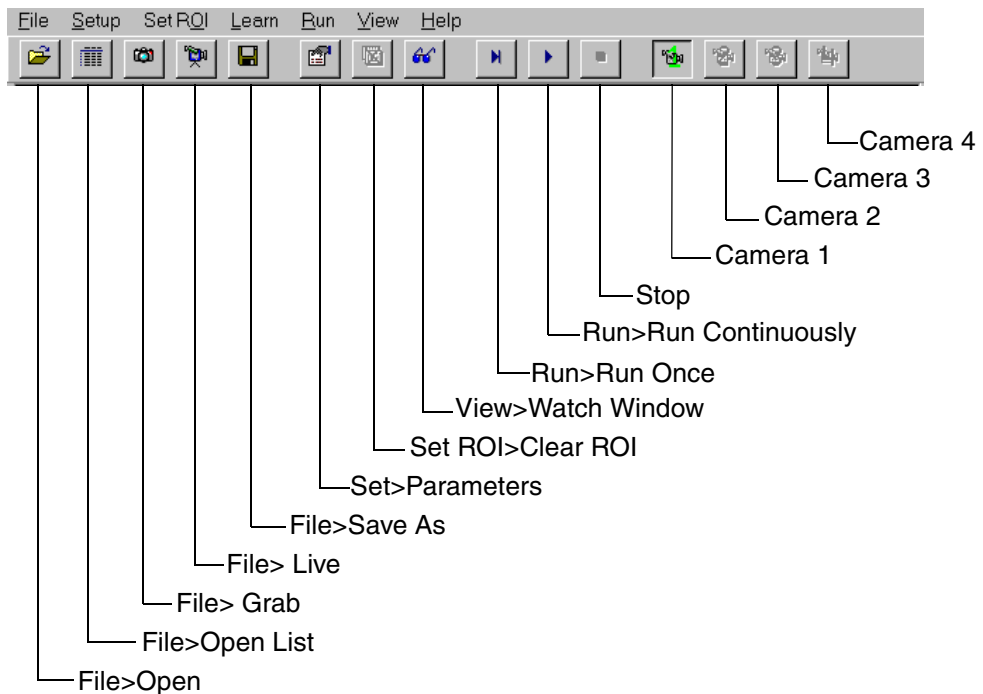 File Setup Set ROI Learn Run View Help
Camera 4
Camera 3
Camera 2
Camera 1
Stop
Run>Run Continuously
Run>Run Once
View>Watch Window
Set ROI>Clear ROI
Set>Parameters
File>Save As
File> Live
File> Grab
File>Open List
File>Open